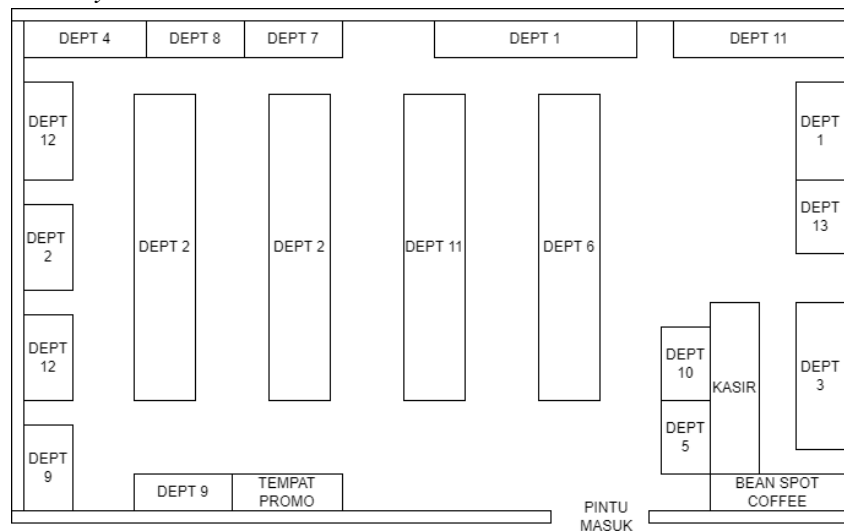 DEPT 4
DEPT 8
DEPT 7
DEPT 1
DEPT 11
DEPT
12
DEPT
1
DEPT
2
DEPT
13
DEPT 2
DEPT 2
DEPT 11
DEPT 6
DEPT
12
DEPT
10
KASIR
DEPT
3
DEPT
5
DEPT
9
DEPT 9
TEMPAT
PROMO
BEAN SPOT
COFFEE
PINTU
MASUK